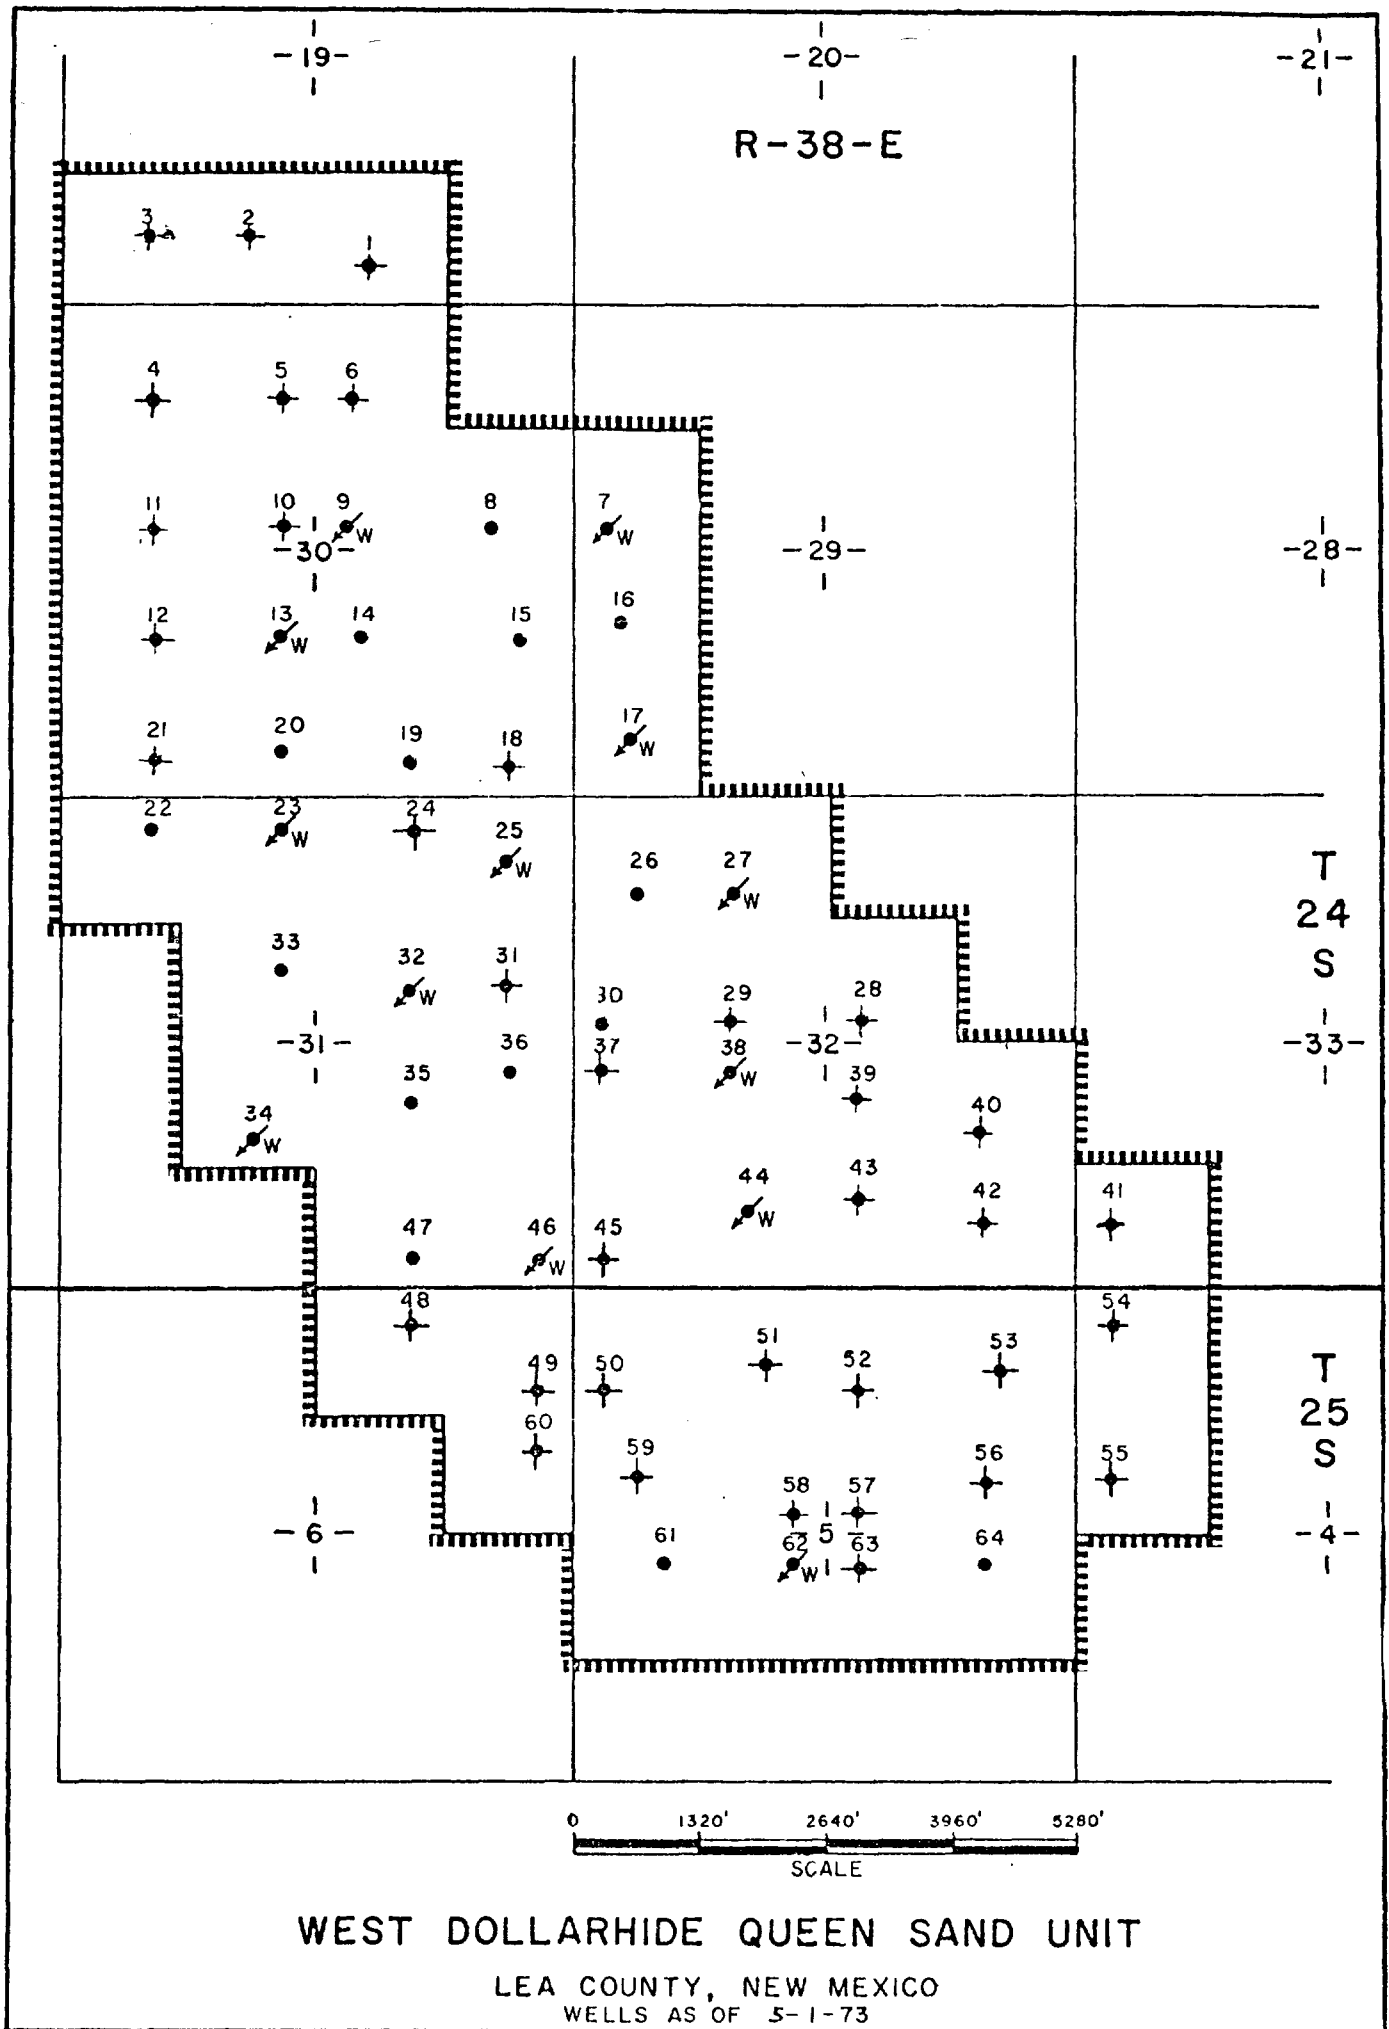 -19- -20- -21-
R-38-E
3 2 1
4 5 6
11 10 9 W 8 7 W
-30- -29- -28-
12 13 W 14 15 16
21 20 19 18 17 W
22 23 W 24 25 W 26 27 W
T
24
S
33 32 W 31 30 29 28
-31- -32- -33-
36 37 38 W 39
35 40
34 W
44 W 43 42 41
47 46 W 45
48 54
49 50 51 52 53
T
25
S
60 59 56 55
58 57
-6- 5 -4-
61 62 W 63 64
0 1320' 2640' 3960' 5280'
SCALE
WEST DOLLARHIDE QUEEN SAND UNIT
LEA COUNTY, NEW MEXICO
WELLS AS OF 5-1-73